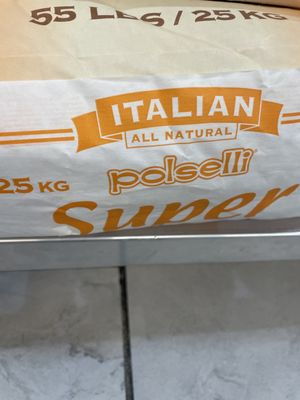 55 LBS / 25 KG
ITALIAN
ALL NATURAL
polselli®
25 KG
Super